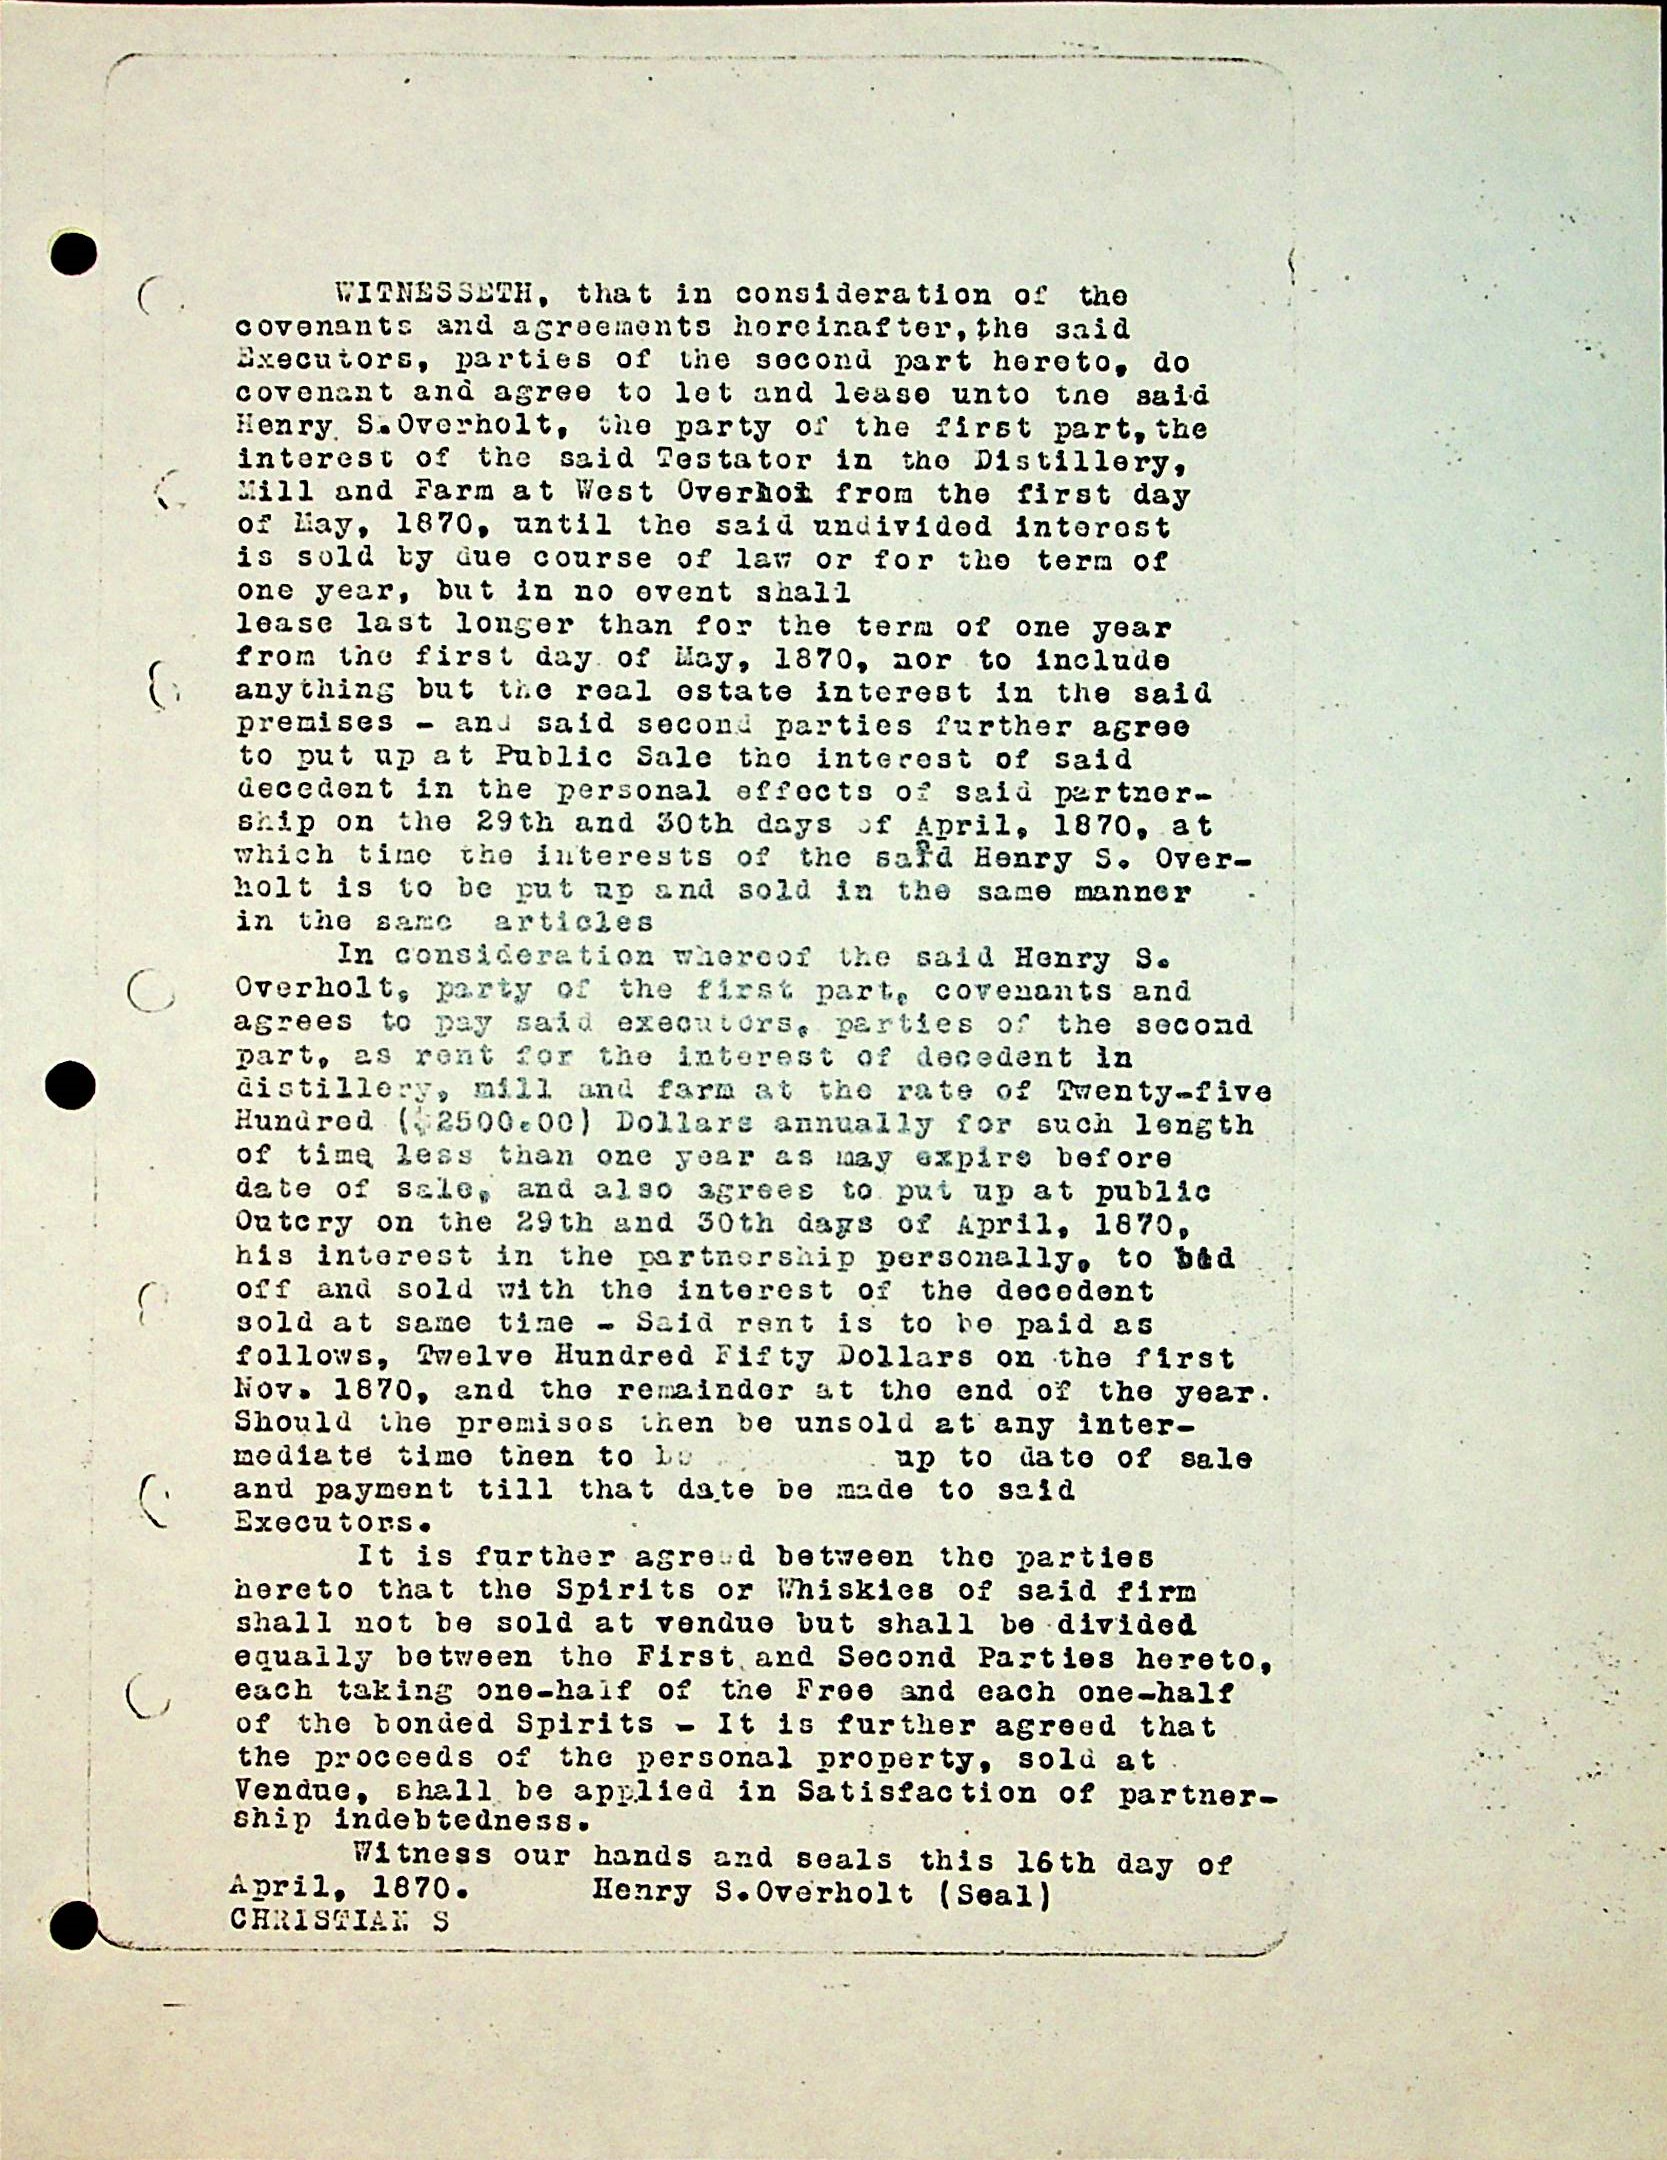 WITNESSETH, that in consideration of the
covenants and agreements hereinafter,the said
Executors, parties of the second part hereto, do
covenant and agree to let and lease unto the said
Henry S.Overholt, the party of the first part,the
interest of the said Testator in the Distillery,
Mill and Farm at West Overhot from the first day
of May, 1870, until the said undivided interest
is sold by due course of law or for the term of
one year, but in no event shall
lease last longer than for the term of one year
from the first day of May, 1870, nor to include
anything but the real estate interest in the said
premises - and said second parties further agree
to put up at Public Sale the interest of said
decedent in the personal effects of said partner-
ship on the 29th and 30th days of April, 1870, at
which time the interests of the said Henry S. Over-
holt is to be put up and sold in the same manner
in the same articles
In consideration whereof the said Henry S.
Overholt, party of the first part, covenants and
agrees to pay said executors, parties of the second
part, as rent for the interest of decedent in
distillery, mill and farm at the rate of Twenty-five
Hundred ($2500.00) Dollars annually for such length
of time less than one year as may expire before
date of sale, and also agrees to put up at public
Outcry on the 29th and 30th days of April, 1870,
his interest in the partnership personally, to bid
off and sold with the interest of the decedent
sold at same time - Said rent is to be paid as
follows, Twelve Hundred Fifty Dollars on the first
Nov. 1870, and the remainder at the end of the year.
Should the premises then be unsold at any inter-
mediate time then to be up to date of sale
and payment till that date be made to said
Executors.
It is further agreed between the parties
hereto that the Spirits or Whiskies of said firm
shall not be sold at vendue but shall be divided
equally between the First and Second Parties hereto,
each taking one-half of the Free and each one-half
of the bonded Spirits - It is further agreed that
the proceeds of the personal property, sold at
Vendue, shall be applied in Satisfaction of partner-
ship indebtedness.
Witness our hands and seals this 16th day of
April, 1870. Henry S.Overholt (Seal)
CHRISTIAN S